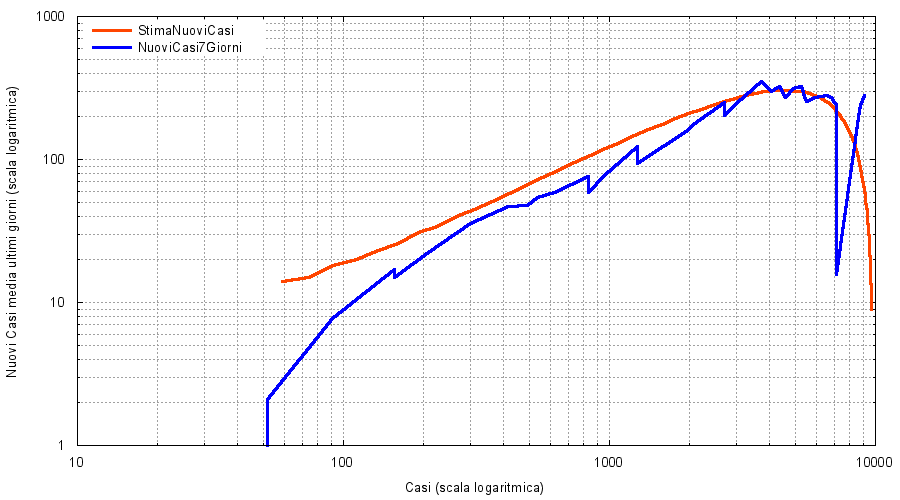 1000
StimaNuoviCasi
NuoviCasi7Giorni
100
Nuovi Casi media ultimi giorni (scala logaritmica)
10
1
10 100 1000 10000
Casi (scala logaritmica)